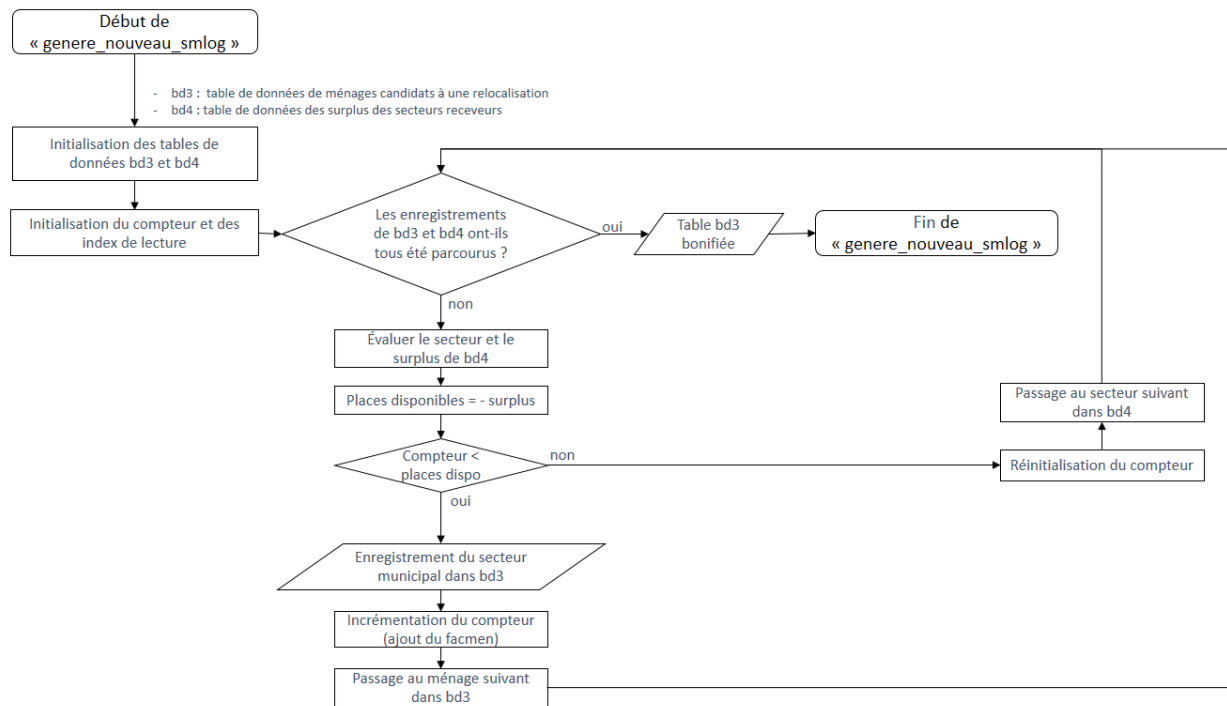 Début de
« genere_nouveau_smlog »
- bd3 : table de données de ménages candidats à une relocalisation
- bd4 : table de données des surplus des secteurs receveurs
Initialisation des tables de
données bd3 et bd4
Initialisation du compteur et des
index de lecture
Les enregistrements
de bd3 et bd4 ont-ils
tous été parcourus ?
oui
Table bd3
bonifiée
Fin de
« genere_nouveau_smlog »
non
Évaluer le secteur et le
surplus de bd4
Places disponibles = - surplus
Compteur <
places dispo
non
Réinitialisation du compteur
Passage au secteur suivant
dans bd4
oui
Enregistrement du secteur
municipal dans bd3
Incrémentation du compteur
(ajout du facmen)
Passage au ménage suivant
dans bd3